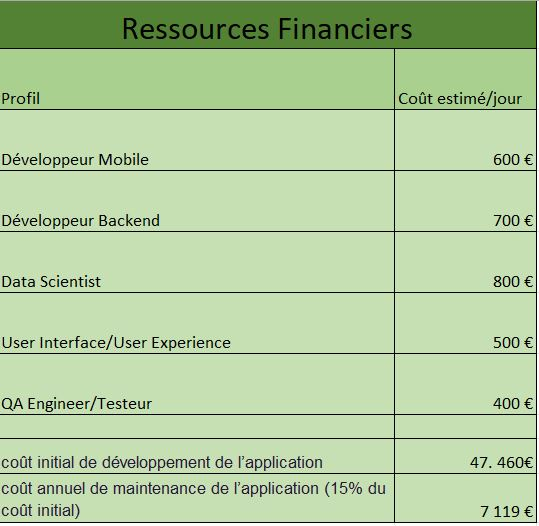 Ressources Financiers
Profil Coût estimé/jour
Développeur Mobile 600 €
Développeur Backend 700 €
Data Scientist 800 €
User Interface/User Experience 500 €
QA Engineer/Testeur 400 €
coût initial de développement de l’application 47. 460€
coût annuel de maintenance de l’application (15% du
coût initial) 7 119 €